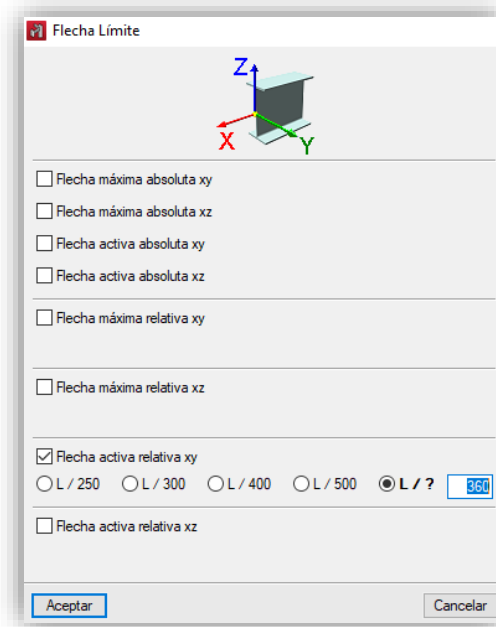 Flecha Límite
Z
X
Y
Flecha máxima absoluta xy
Flecha máxima absoluta xz
Flecha activa absoluta xy
Flecha activa absoluta xz
Flecha máxima relativa xy
Flecha máxima relativa xz
Flecha activa relativa xy
L / 250 L / 300 L / 400 L / 500 L / ? 360
Flecha activa relativa xz
Aceptar Cancelar